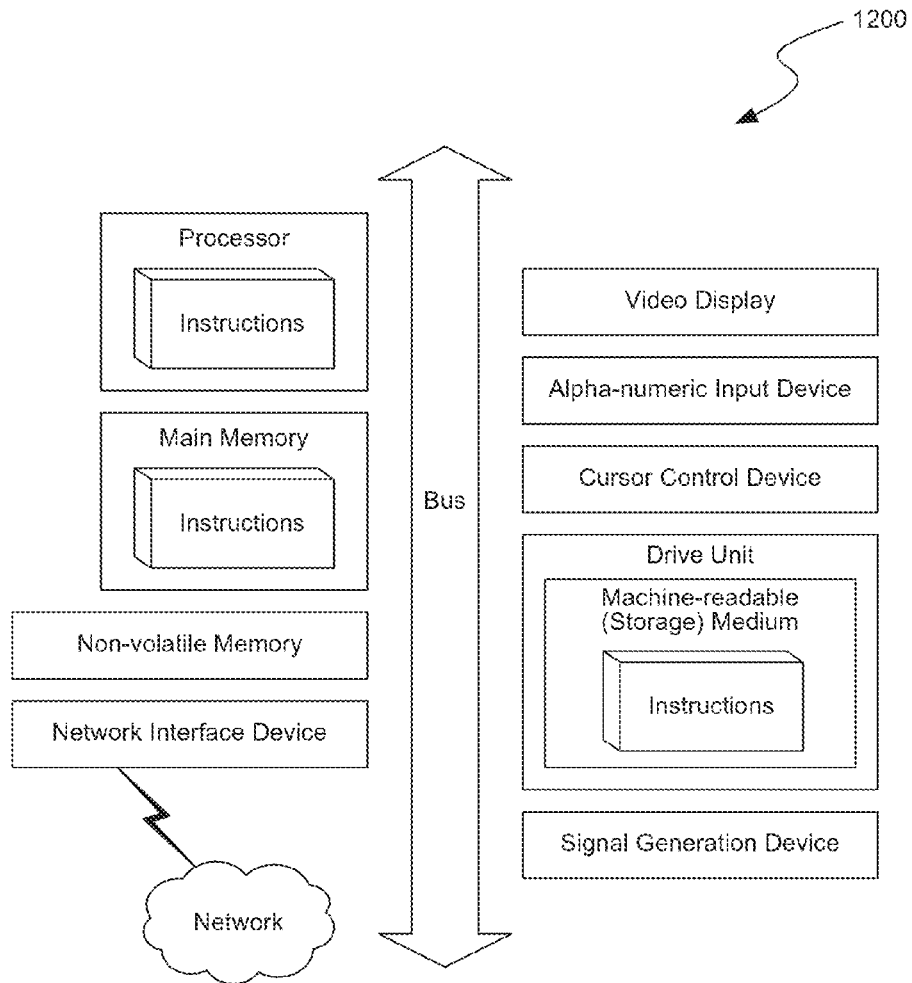 1200
Processor
Instructions
Main Memory
Instructions
Non-volatile Memory
Network Interface Device
Network
Bus
Video Display
Alpha-numeric Input Device
Cursor Control Device
Drive Unit
Machine-readable
(Storage) Medium
Instructions
Signal Generation Device